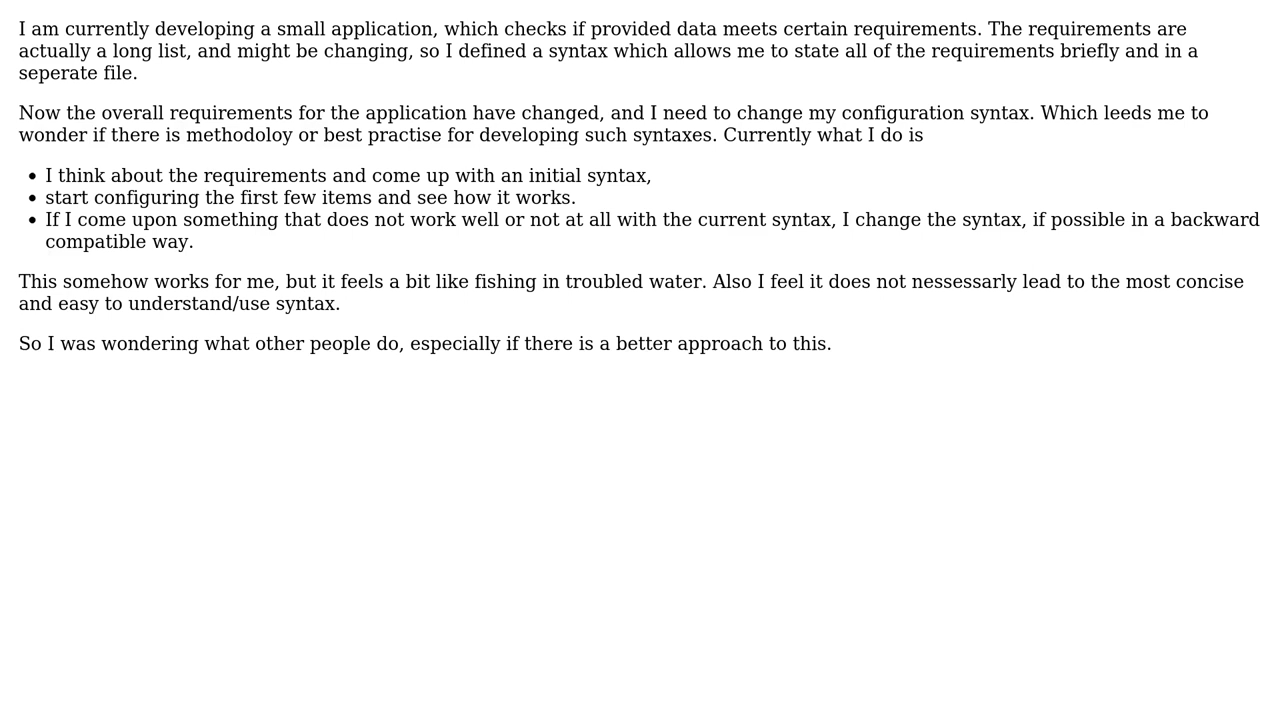 I am currently developing a small application, which checks if provided data meets certain requirements. The requirements are
actually a long list, and might be changing, so I defined a syntax which allows me to state all of the requirements briefly and in a
seperate file.
Now the overall requirements for the application have changed, and I need to change my configuration syntax. Which leeds me to
wonder if there is methodoloy or best practise for developing such syntaxes. Currently what I do is
• I think about the requirements and come up with an initial syntax,
• start configuring the first few items and see how it works.
• If I come upon something that does not work well or not at all with the current syntax, I change the syntax, if possible in a backward
compatible way.
This somehow works for me, but it feels a bit like fishing in troubled water. Also I feel it does not nessessarly lead to the most concise
and easy to understand/use syntax.
So I was wondering what other people do, especially if there is a better approach to this.